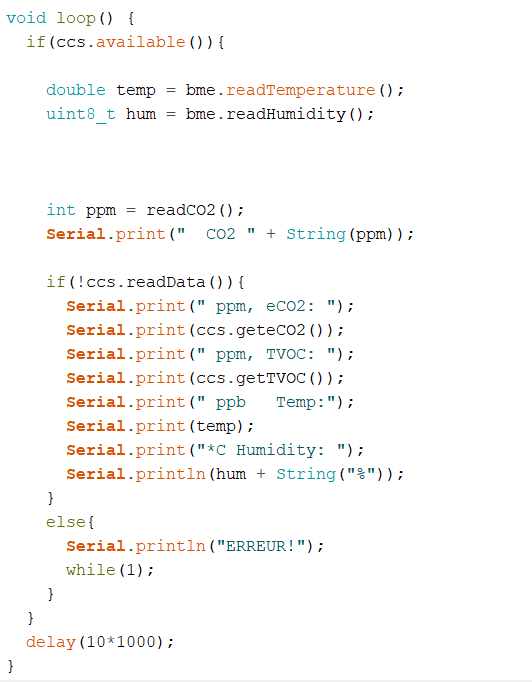 void loop() {
  if(ccs.available()){

    double temp = bme.readTemperature();
    uint8_t hum = bme.readHumidity();



    int ppm = readCO2();
    Serial.print("  CO2 " + String(ppm));

    if(!ccs.readData()){
      Serial.print(" ppm, eCO2: ");
      Serial.print(ccs.geteCO2());
      Serial.print(" ppm, TVOC: ");
      Serial.print(ccs.getTVOC());
      Serial.print(" ppb   Temp:");
      Serial.print(temp);
      Serial.print("*C Humidity: ");
      Serial.println(hum + String("%"));
    }
    else{
      Serial.println("ERREUR!");
      while(1);
    }
  }
  delay(10*1000);
}